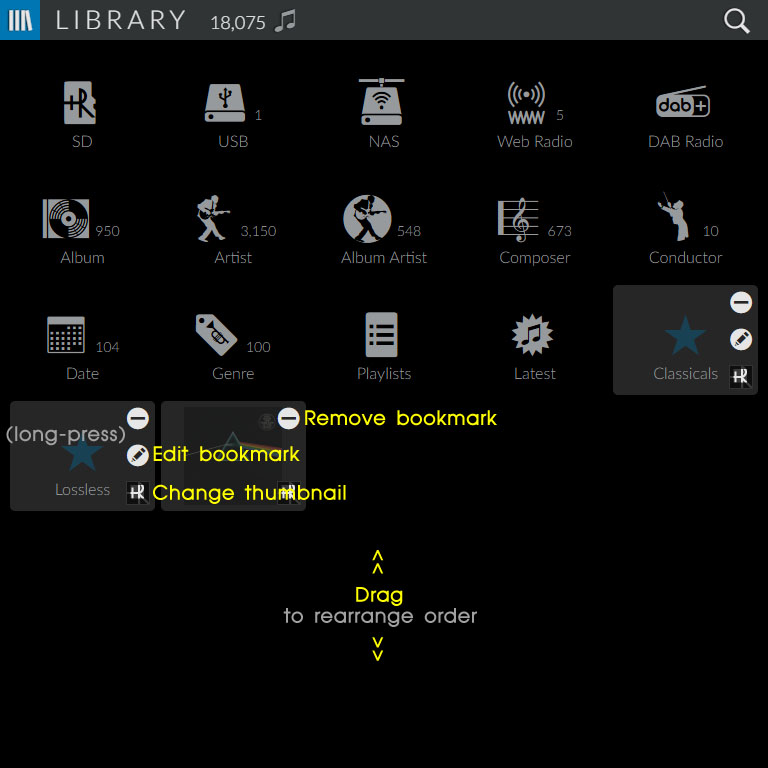 LIBRARY 18,075
SD
USB 1
NAS
WWW 5
Web Radio
dab+
DAB Radio
950
Album
3,150
Artist
548
Album Artist
673
Composer
10
Conductor
104
Date
100
Genre
Playlists
Latest
Classicals
(long-press)
Lossless
Remove bookmark
Edit bookmark
Change thumbnail
Drag
to rearrange order